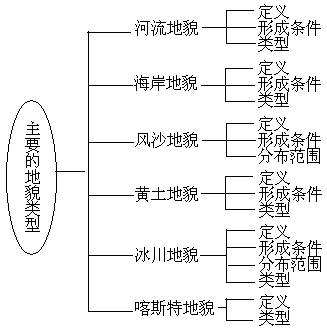 主要的地貌类型
河流地貌
定义
形成条件
类型
海岸地貌
定义
形成条件
类型
风沙地貌
定义
形成条件
分布范围
黄土地貌
定义
形成条件
类型
冰川地貌
定义
形成条件
分布范围
类型
喀斯特地貌
定义
类型